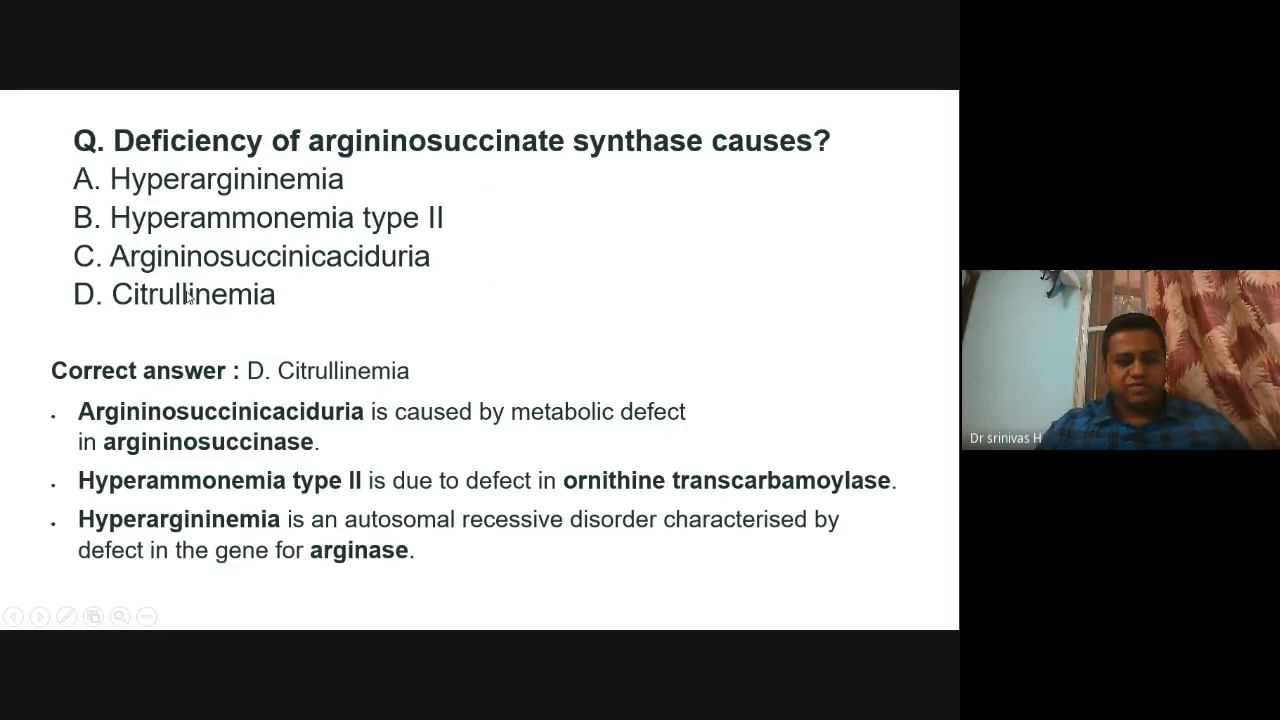 Q. Deficiency of argininosuccinate synthase causes?
A. Hyperargininemia
B. Hyperammonemia type II
C. Argininosuccinicaciduria
D. Citrullinemia
Correct answer : D. Citrullinemia
• Argininosuccinicaciduria is caused by metabolic defect
in argininosuccinase.
• Hyperammonemia type II is due to defect in ornithine transcarbamoylase.
• Hyperargininemia is an autosomal recessive disorder characterised by
defect in the gene for arginase.
Dr srinivas H